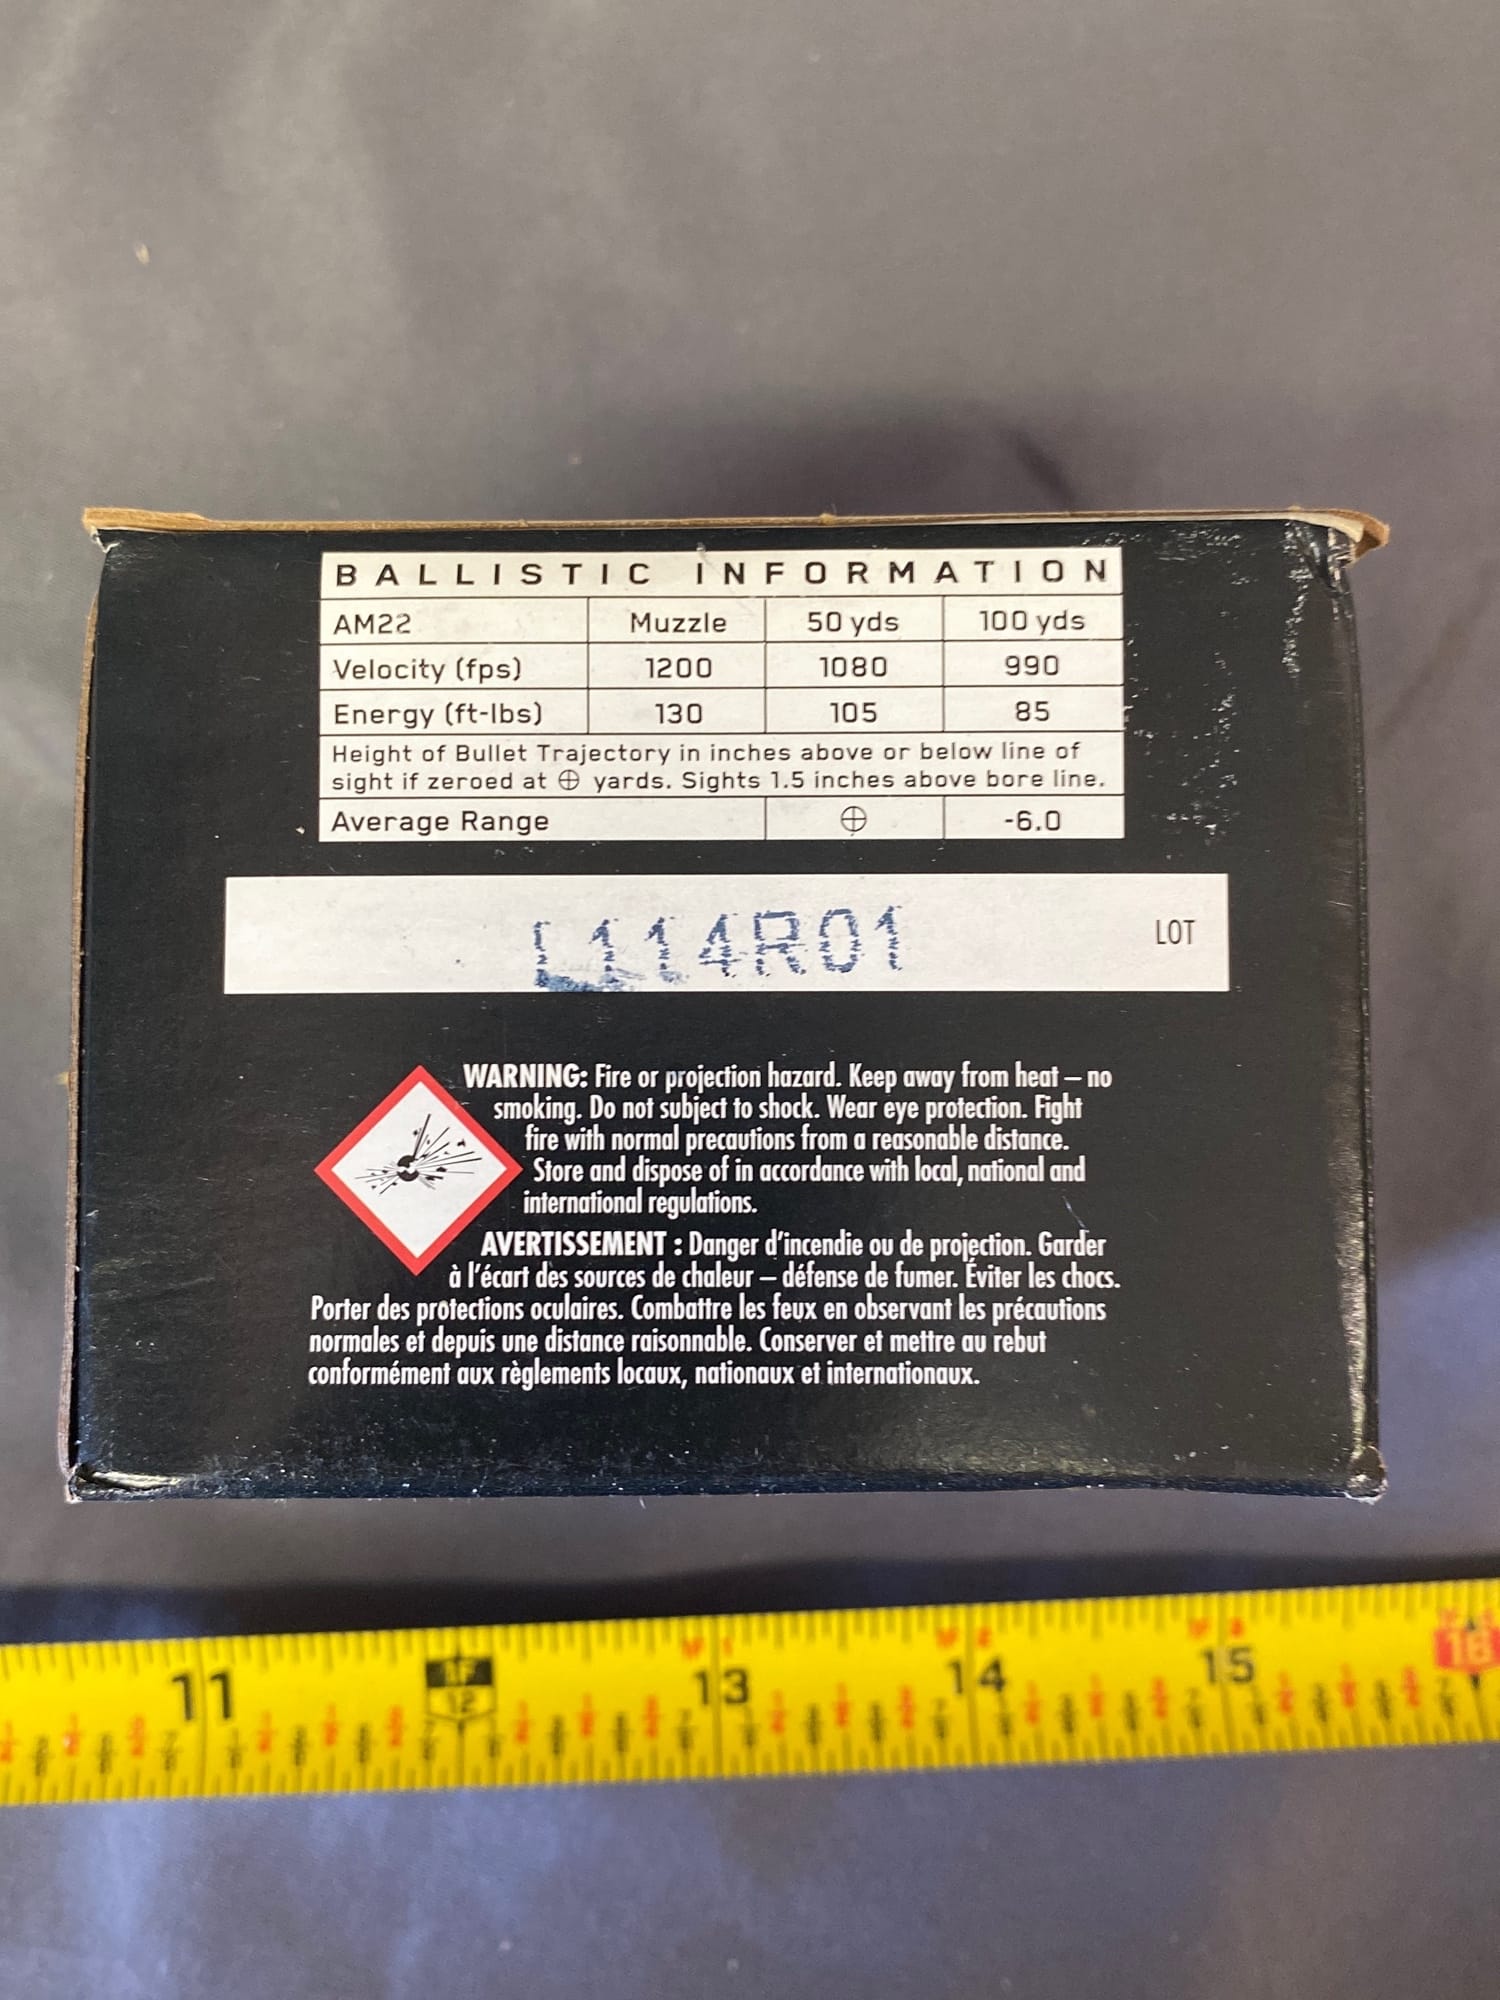 BALLISTIC INFORMATION
AM22 Muzzle 50 yds 100 yds
Velocity (fps) 1200 1080 990
Energy (ft-lbs) 130 105 85
Height of Bullet Trajectory in inches above or below line of
sight if zeroed at ⊕ yards. Sights 1.5 inches above bore line.
Average Range ⊕ -6.0
L114R01 LOT
WARNING: Fire or projection hazard. Keep away from heat – no
smoking. Do not subject to shock. Wear eye protection. Fight
fire with normal precautions from a reasonable distance.
Store and dispose of in accordance with local, national and
international regulations.
AVERTISSEMENT : Danger d'incendie ou de projection. Garder
à l'écart des sources de chaleur – défense de fumer. Éviter les chocs.
Porter des protections oculaires. Combattre les feux en observant les précautions
normales et depuis une distance raisonnable. Conserver et mettre au rebut
conformément aux règlements locaux, nationaux et internationaux.
1F 1F 2 1F 3
11 12 13 14 15 16